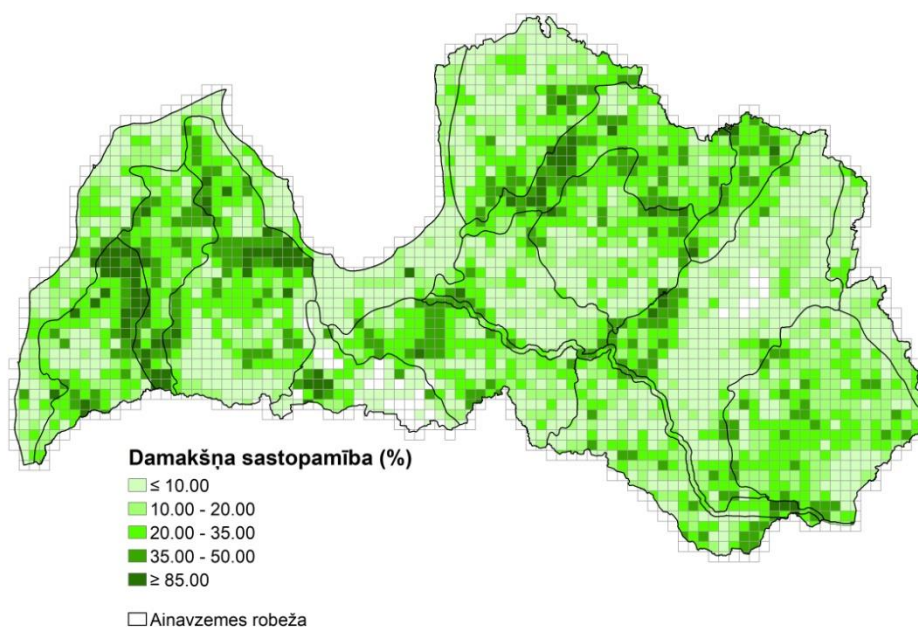 Damakšņa sastopamība (%)
≤ 10.00
10.00 - 20.00
20.00 - 35.00
35.00 - 50.00
≥ 85.00
Ainavzemes robeža